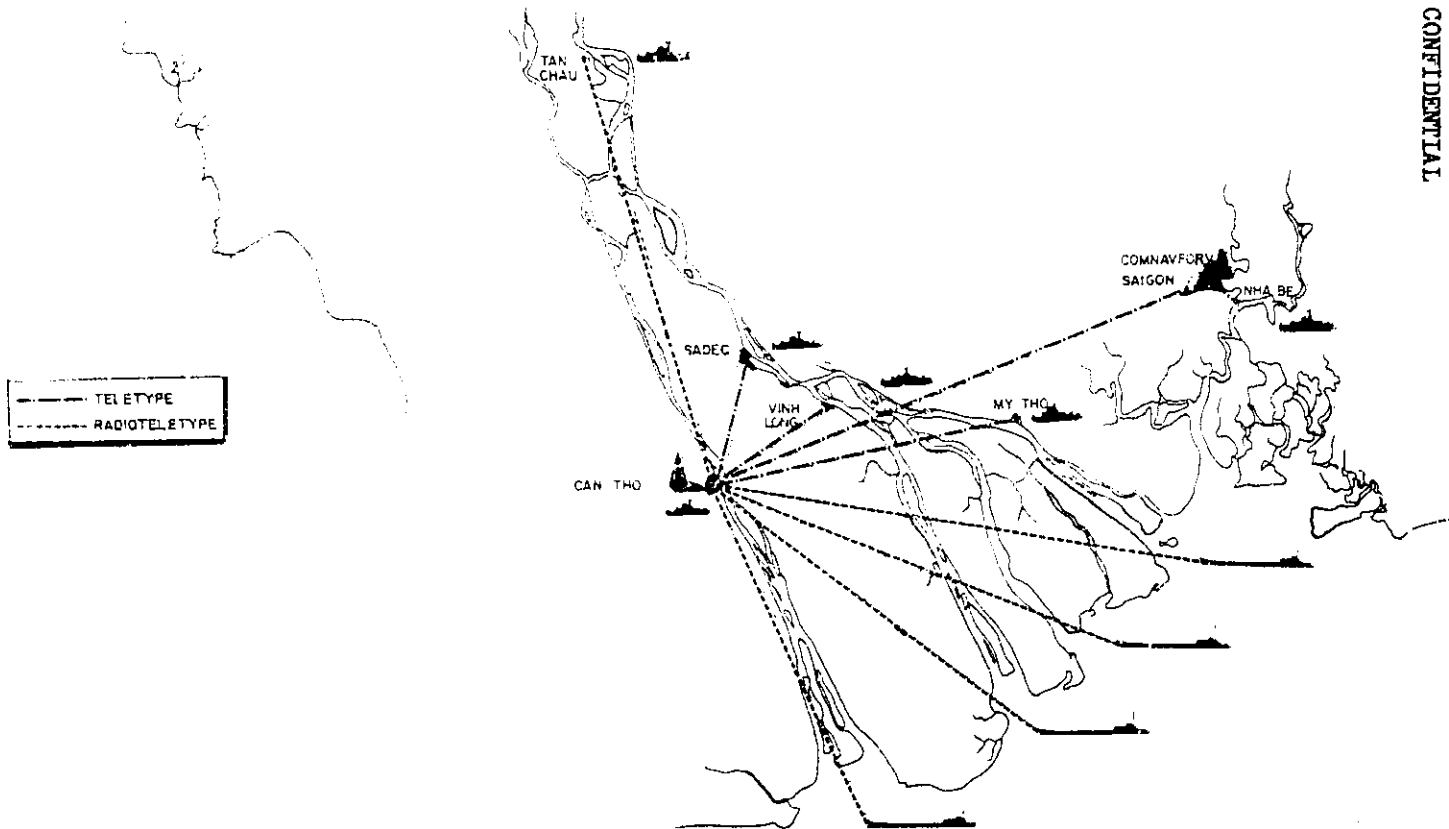 CONFIDENTIAL
TAN
CHAU
COMNAVFORV
SAIGON
NHA BE
SADEC
VINH
LONG
MY THO
CAN THO
TELETYPE
RADIOTELETYPE